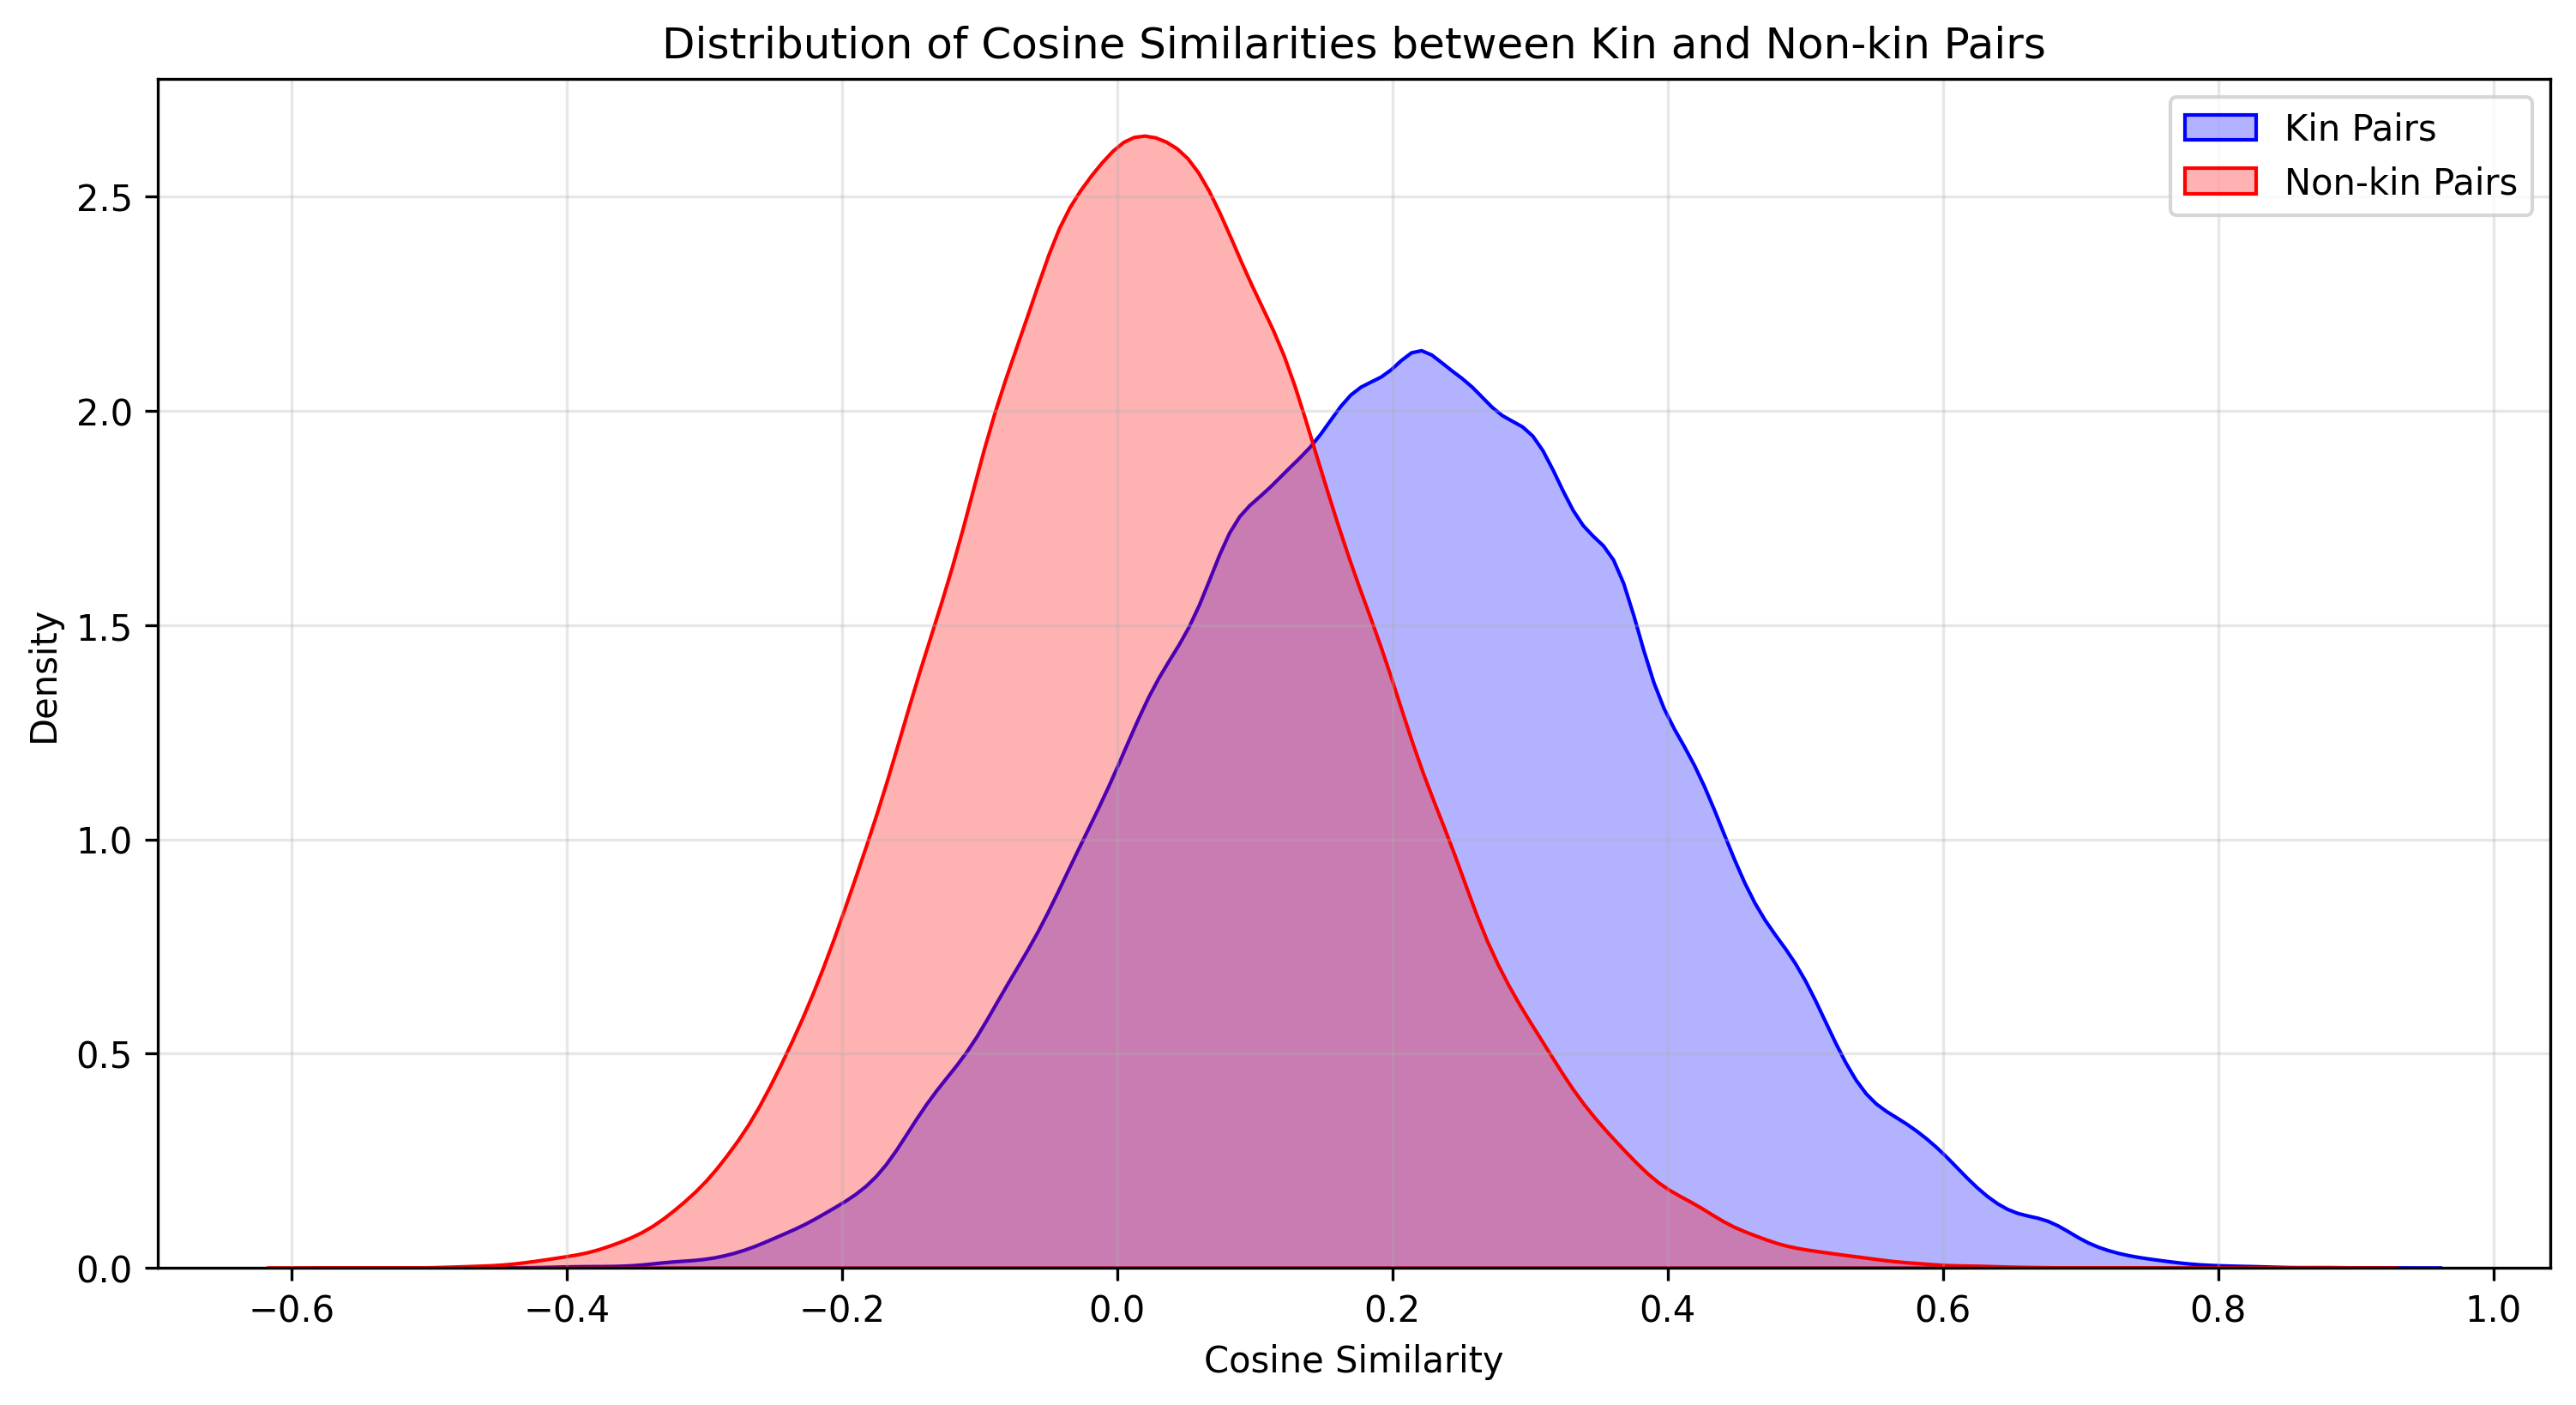 Distribution of Cosine Similarities between Kin and Non-kin Pairs
Kin Pairs
Non-kin Pairs
Density
2.5
2.0
1.5
1.0
0.5
0.0
−0.6 −0.4 −0.2 0.0 0.2 0.4 0.6 0.8 1.0
Cosine Similarity